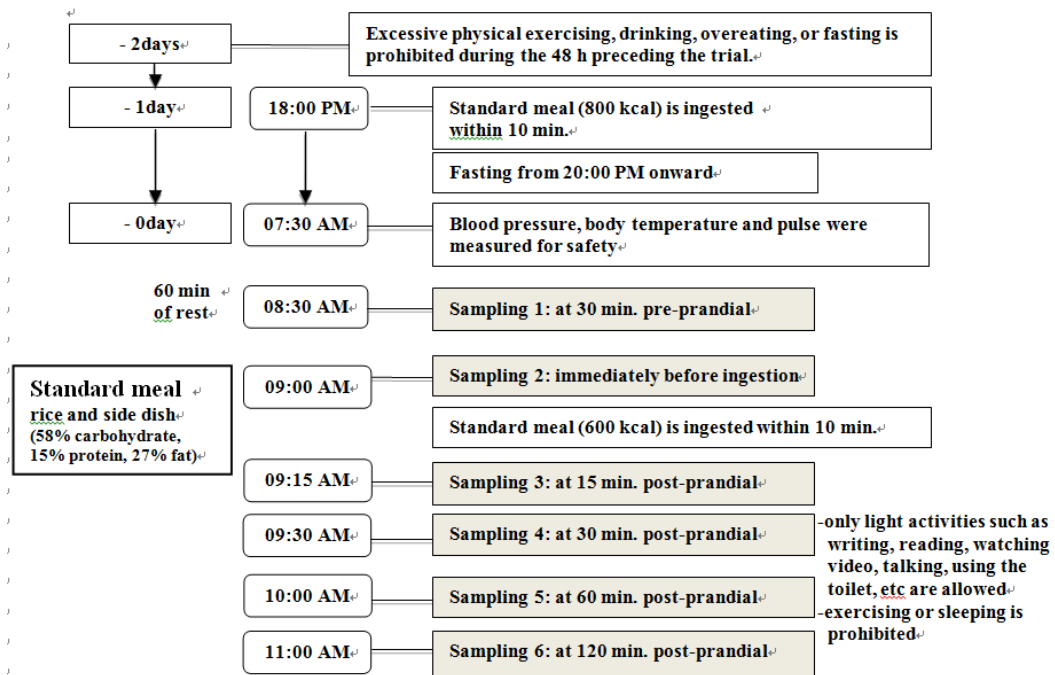 - 2days
Excessive physical exercising, drinking, overeating, or fasting is
prohibited during the 48 h preceding the trial.
- 1day
18:00 PM
Standard meal (800 kcal) is ingested
within 10 min.
Fasting from 20:00 PM onward
- 0day
07:30 AM
Blood pressure, body temperature and pulse were
measured for safety
60 min
of rest
08:30 AM
Sampling 1: at 30 min. pre-prandial
Standard meal
rice and side dish
(58% carbohydrate,
15% protein, 27% fat)
09:00 AM
Sampling 2: immediately before ingestion
Standard meal (600 kcal) is ingested within 10 min.
09:15 AM
Sampling 3: at 15 min. post-prandial
09:30 AM
Sampling 4: at 30 min. post-prandial
10:00 AM
Sampling 5: at 60 min. post-prandial
11:00 AM
Sampling 6: at 120 min. post-prandial
-only light activities such as
writing, reading, watching
video, talking, using the
toilet, etc are allowed
-exercising or sleeping is
prohibited